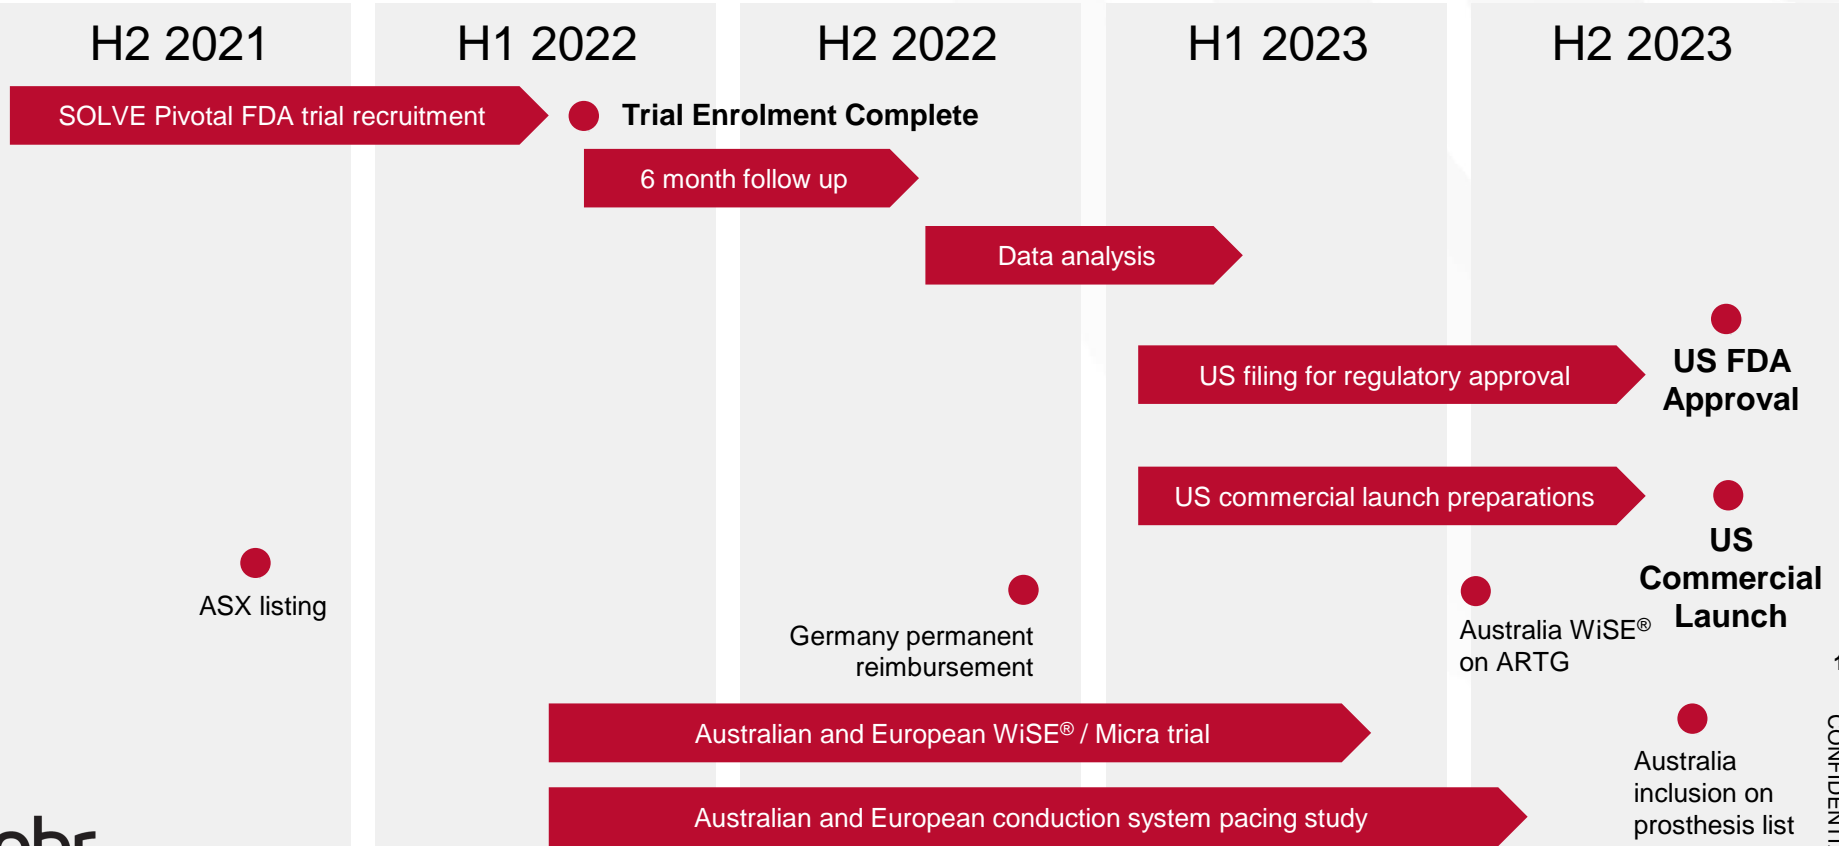 H2 2021
H1 2022
H2 2022
H1 2023
H2 2023
SOLVE Pivotal FDA trial recruitment
Trial Enrolment Complete
6 month follow up
Data analysis
US FDA
Approval
US filing for regulatory approval
US commercial launch preparations
US
Commercial
Launch
ASX listing
Germany permanent
reimbursement
Australia WiSE®
on ARTG
Australian and European WiSE® / Micra trial
Australia
inclusion on
prosthesis list
Australian and European conduction system pacing study